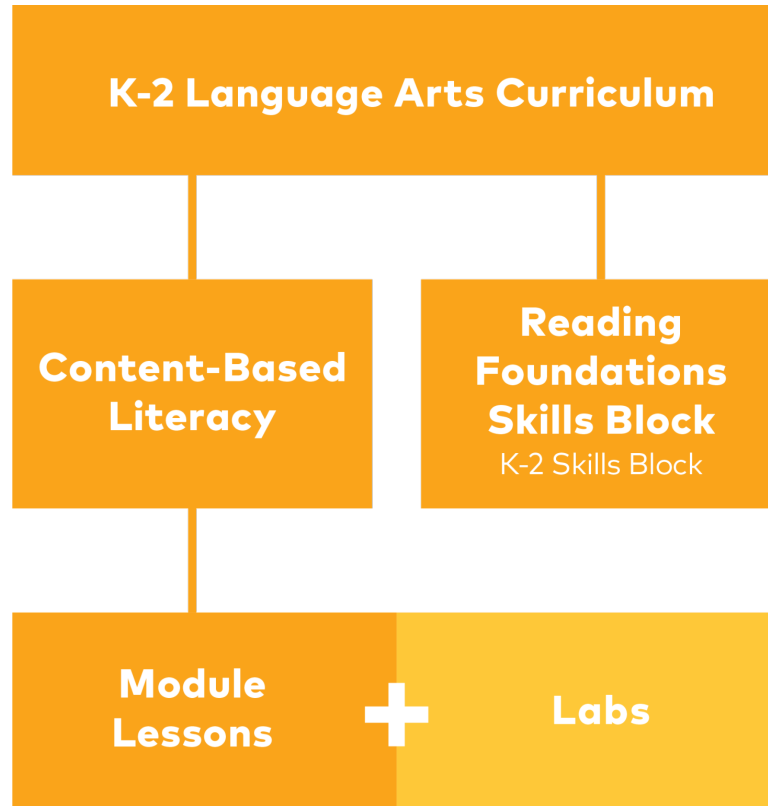 K-2 Language Arts Curriculum
Content-Based
Literacy
Reading
Foundations
Skills Block
K-2 Skills Block
Module
Lessons
+
Labs